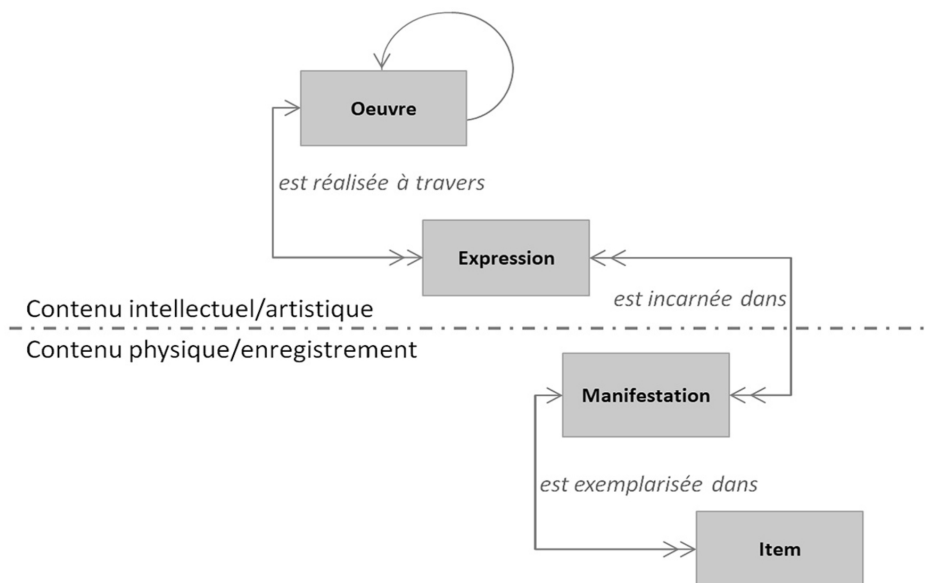 Oeuvre
est réalisée à travers
Expression
est incarnée dans
Contenu intellectuel/artistique
Contenu physique/enregistrement
Manifestation
est exemplarisée dans
Item